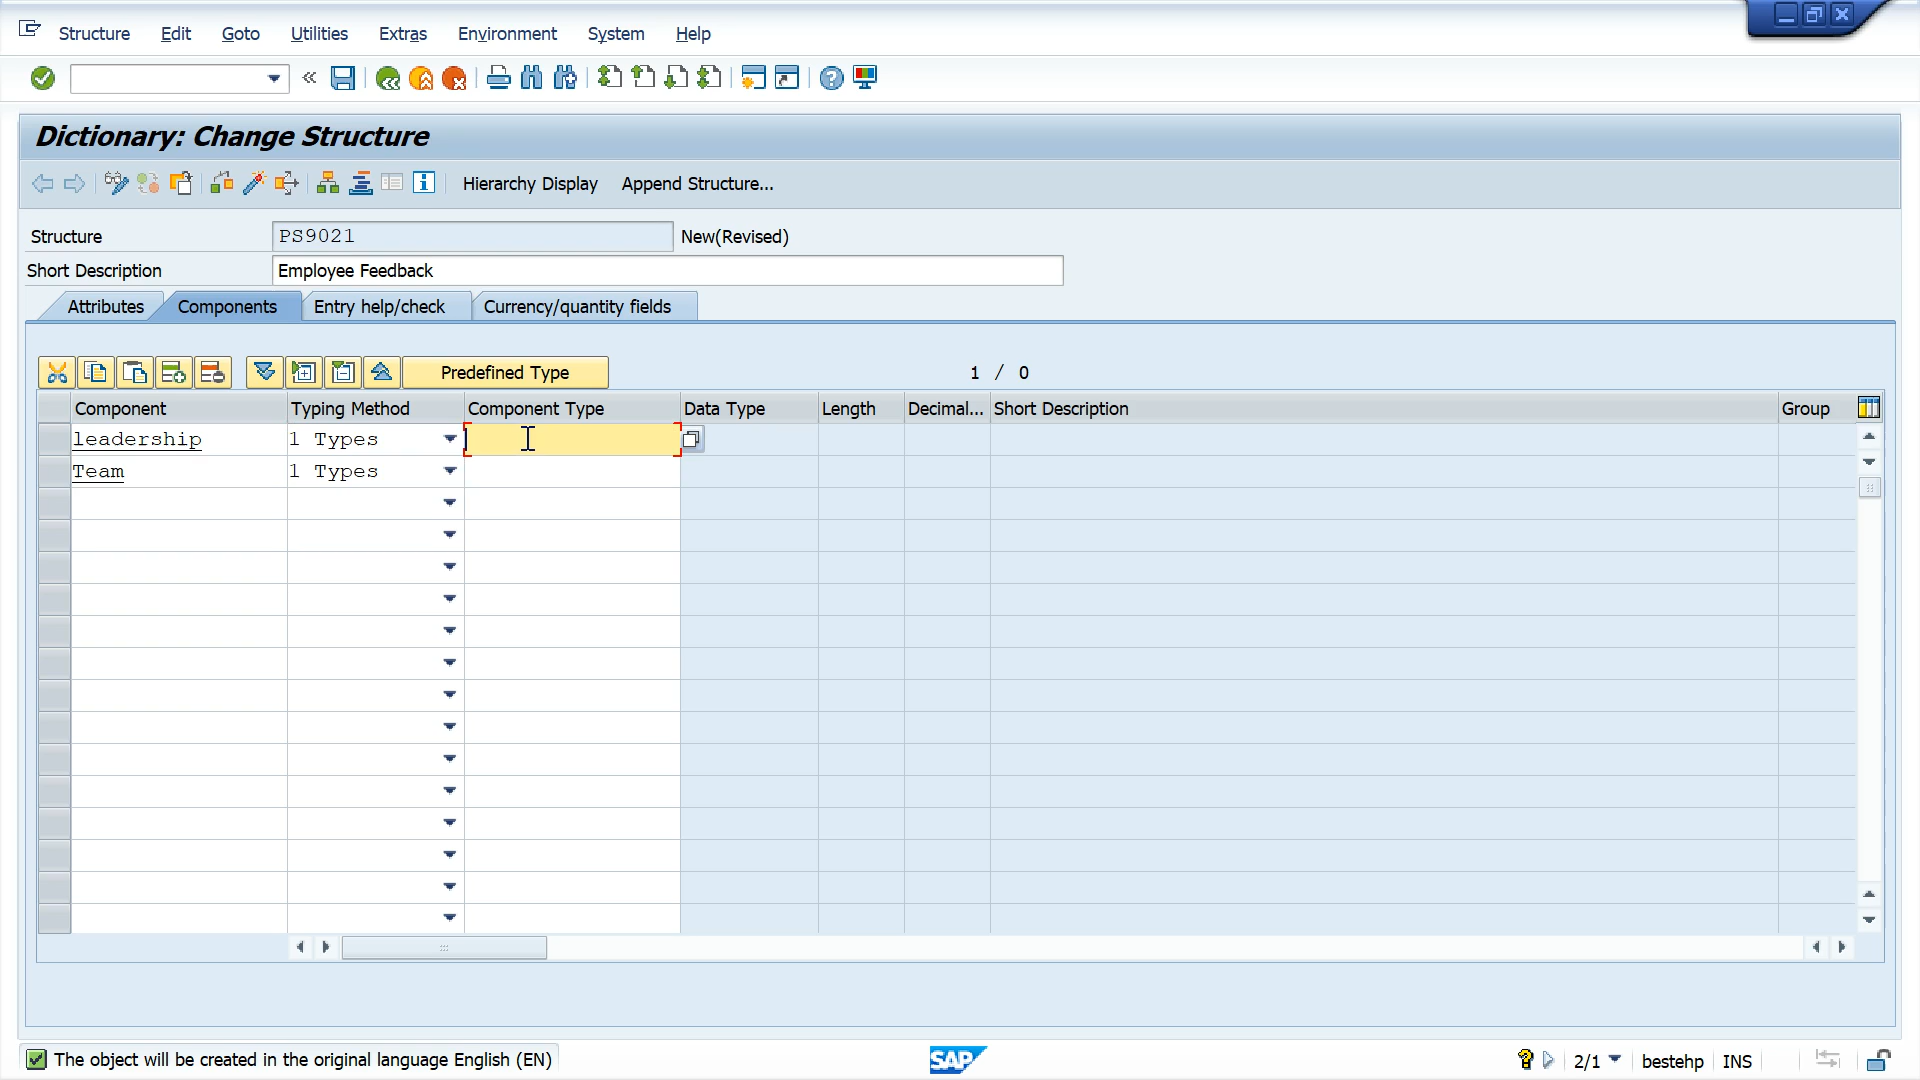 Structure Edit Goto Utilities Extras Environment System Help
Dictionary: Change Structure
Hierarchy Display Append Structure...
Structure PS9021 New(Revised)
Short Description Employee Feedback
Attributes Components Entry help/check Currency/quantity fields
Predefined Type 1 / 0
Component Typing Method Component Type Data Type Length Decimal... Short Description Group
leadership 1 Types
Team 1 Types
The object will be created in the original language English (EN) SAP 2/1 bestehp INS